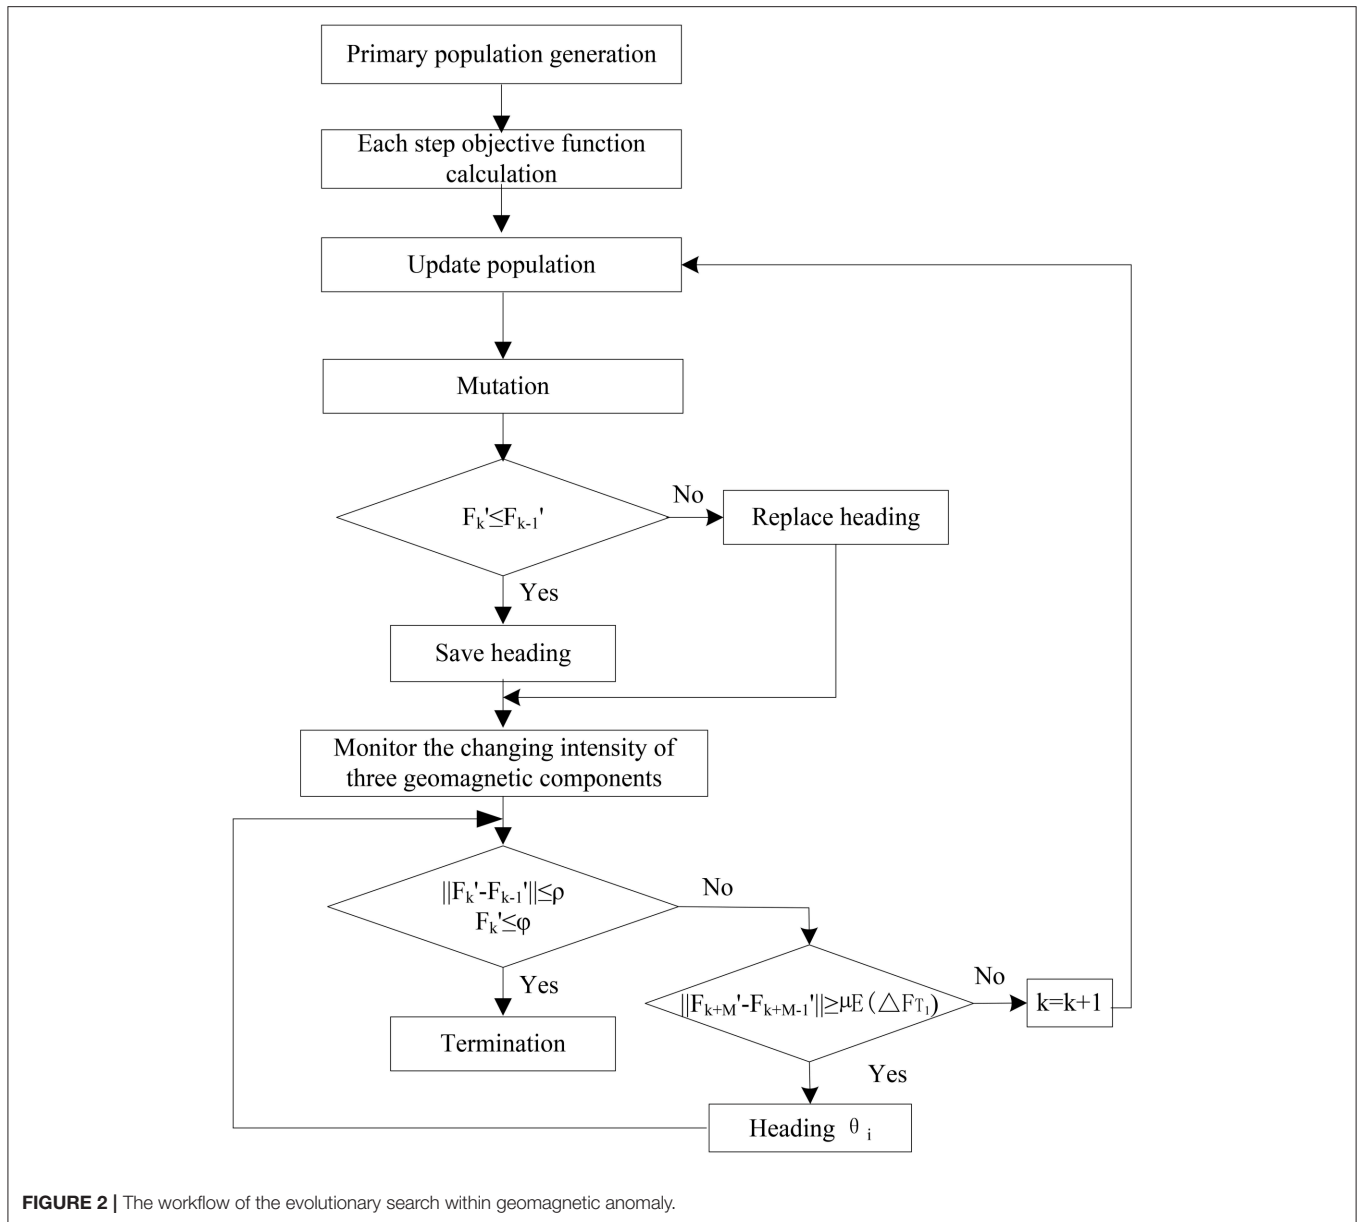 Primary population generation
Each step objective function
calculation
Update population
Mutation
Fk'≤Fk-1'
No
Replace heading
Yes
Save heading
Monitor the changing intensity of
three geomagnetic components
||Fk'-Fk-1'||≤ρ
Fk'≤φ
No
Yes
Termination
||Fk+M'-Fk+M-1'||≥μE(△FT1)
No
k=k+1
Yes
Heading θ i
FIGURE 2 | The workflow of the evolutionary search within geomagnetic anomaly.